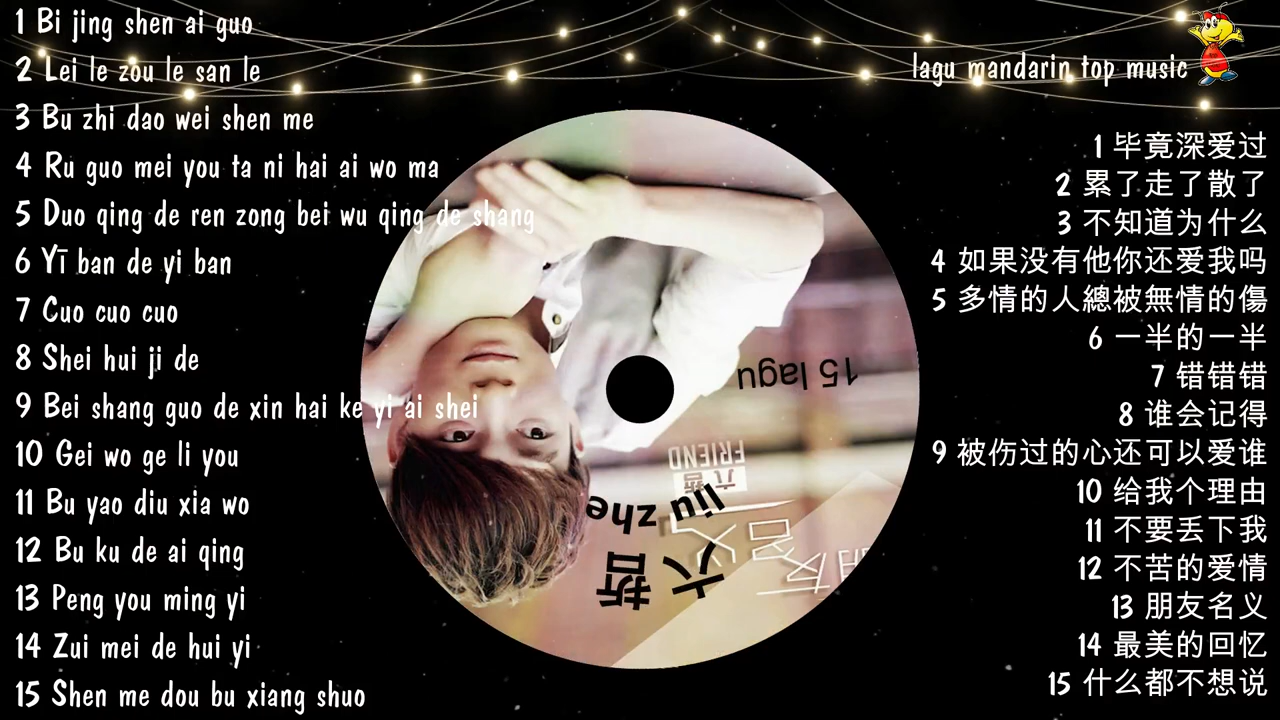 1 Bi jing shen ai guo
2 Lei le zou le san le
3 Bu zhi dao wei shen me
4 Ru guo mei you ta ni hai ai wo ma
5 Duo qing de ren zong bei wu qing de shang
6 Yī ban de yi ban
7 Cuo cuo cuo
8 Shei hui ji de
9 Bei shang guo de xin hai ke yi ai shei
10 Gei wo ge li you
11 Bu yao diu xia wo
12 Bu ku de ai qing
13 Peng you ming yi
14 Zui mei de hui yi
15 Shen me dou bu xiang shuo
15 lagu
FRIEND
六哲
liu zhe
朋友名义
六哲
lagu mandarin top music
1 毕竟深爱过
2 累了走了散了
3 不知道为什么
4 如果没有他你还爱我吗
5 多情的人總被無情的傷
6 一半的一半
7 错错错
8 谁会记得
9 被伤过的心还可以爱谁
10 给我个理由
11 不要丢下我
12 不苦的爱情
13 朋友名义
14 最美的回忆
15 什么都不想说